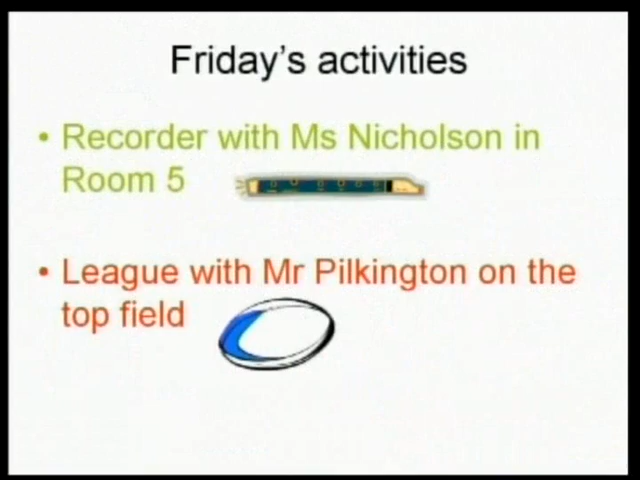 Friday's activities
• Recorder with Ms Nicholson in
Room 5
• League with Mr Pilkington on the
top field